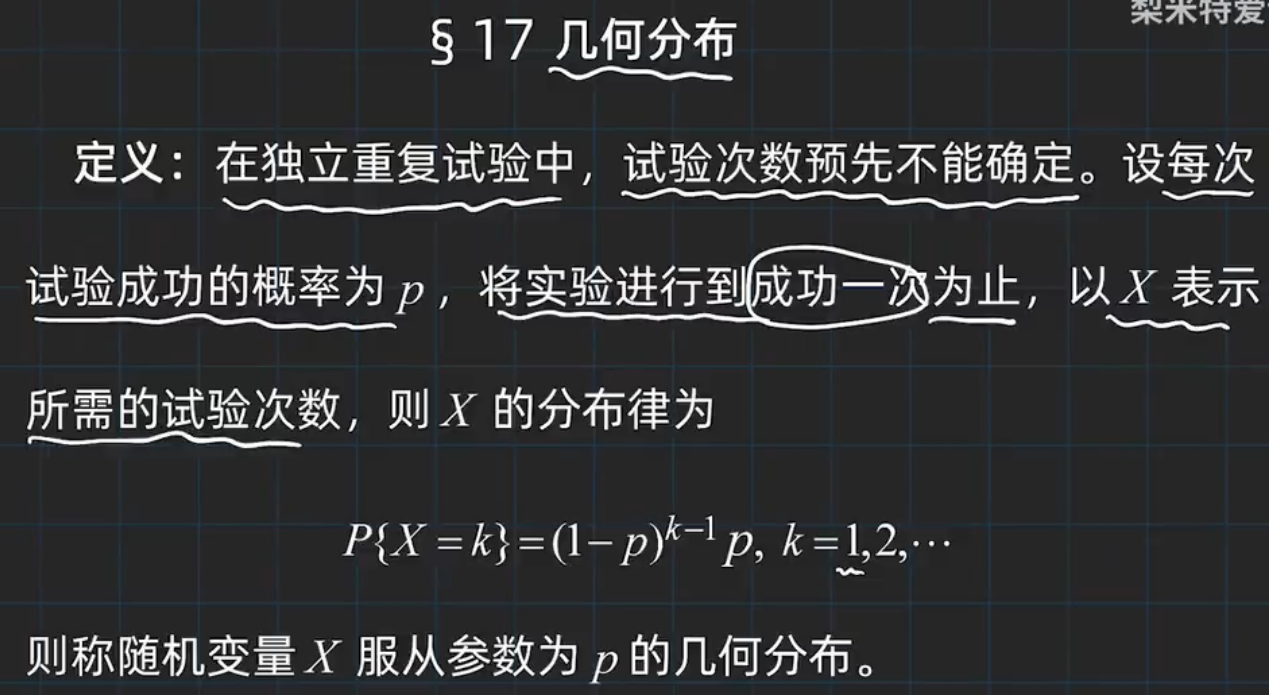 梨米特爱
§ 17 几何分布
定义：在独立重复试验中，试验次数预先不能确定。设每次
试验成功的概率为 p，将实验进行到成功一次为止，以 X 表示
所需的试验次数，则 X 的分布律为
P{X = k}=(1− p)^{k−1} p, k =1,2,⋯
则称随机变量 X 服从参数为 p 的几何分布。